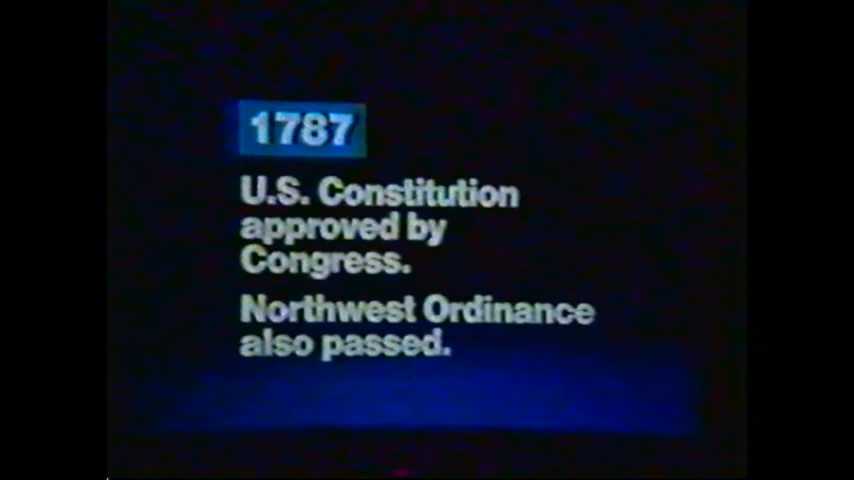 1787
U.S. Constitution
approved by
Congress.
Northwest Ordinance
also passed.